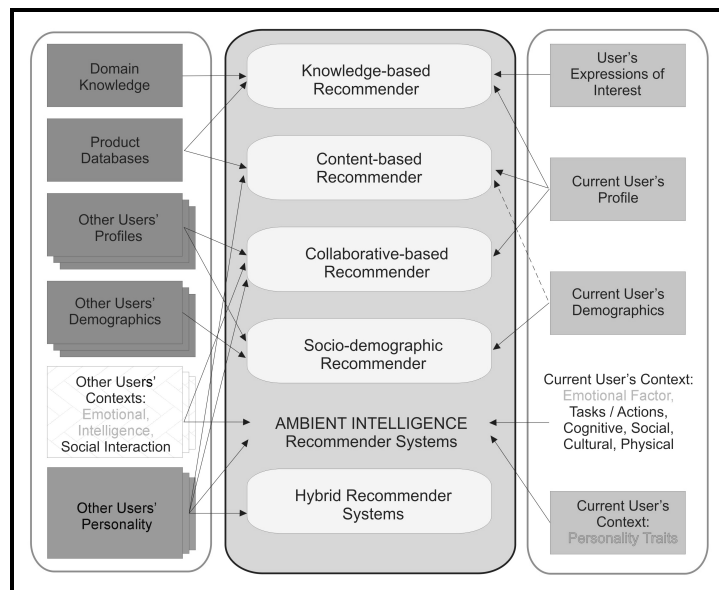 Domain
Knowledge
Product
Databases
Other Users'
Profiles
Other Users'
Demographics
Other Users'
Contexts:
Emotional,
Intelligence,
Social Interaction
Other Users'
Personality
Knowledge-based
Recommender
Content-based
Recommender
Collaborative-based
Recommender
Socio-demographic
Recommender
AMBIENT INTELLIGENCE
Recommender Systems
Hybrid Recommender
Systems
User's
Expressions of
Interest
Current User's
Profile
Current User's
Demographics
Current User's Context:
Emotional Factor,
Tasks / Actions,
Cognitive, Social,
Cultural, Physical
Current User's
Context:
Personality Traits